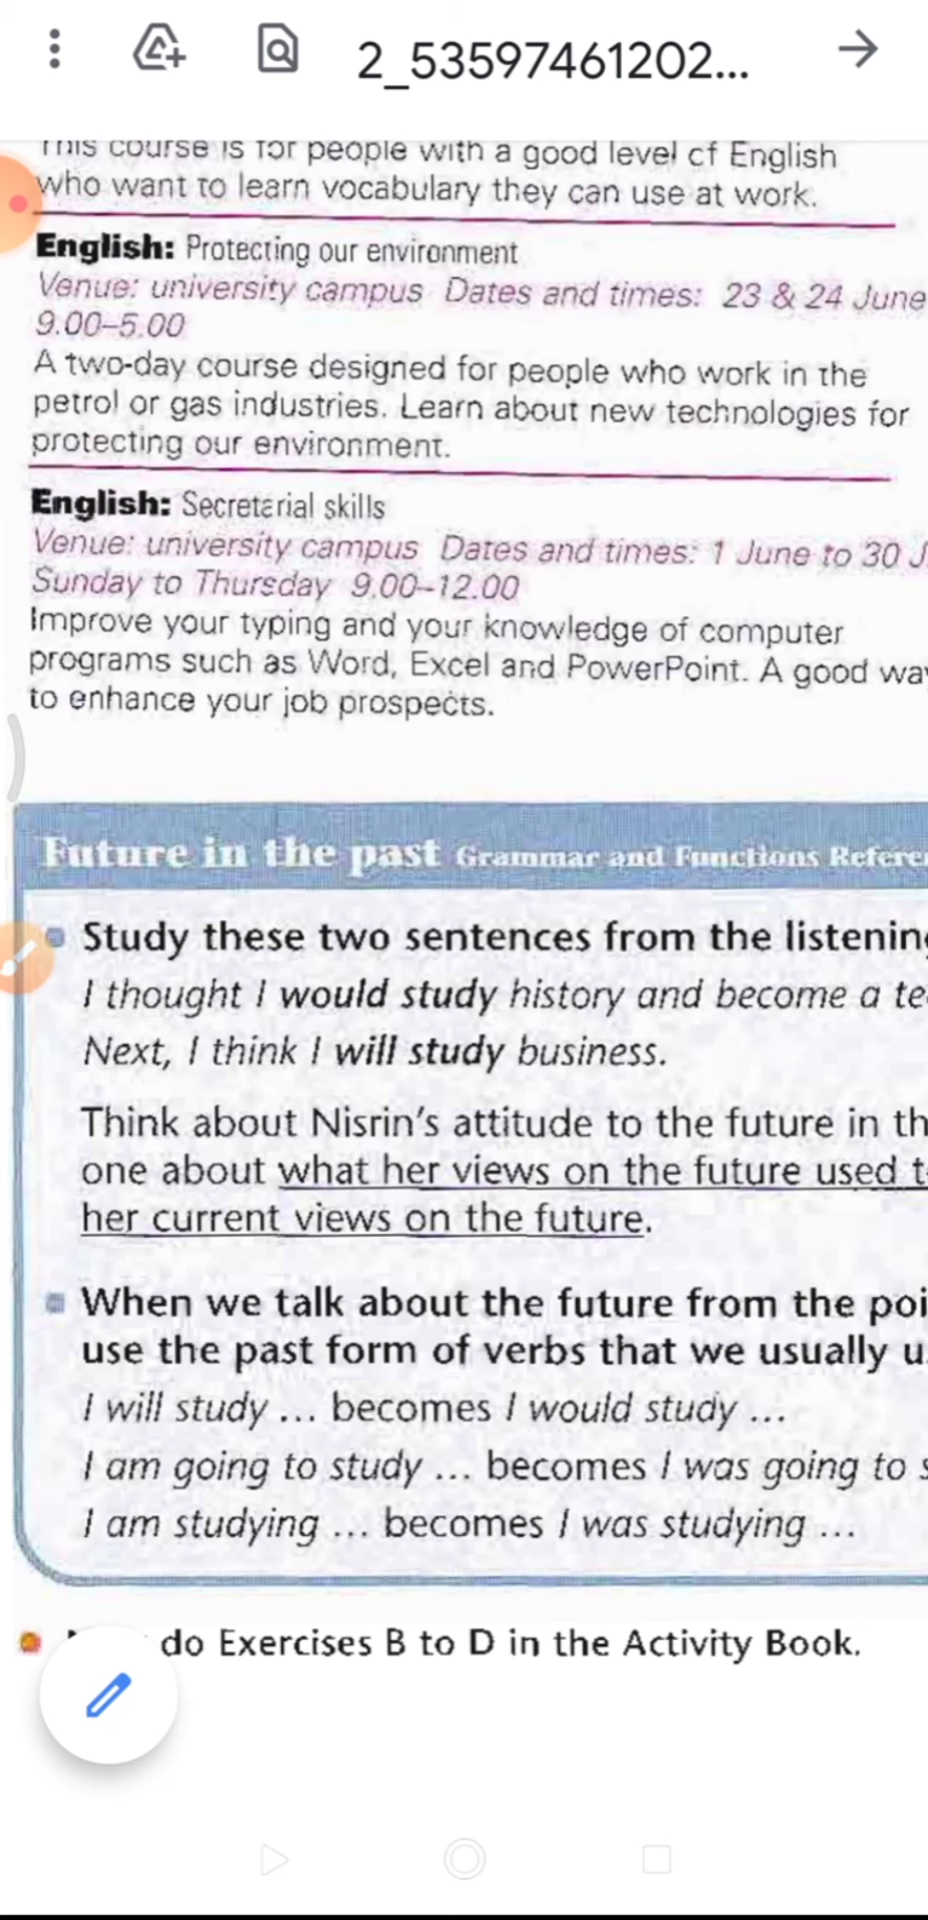 2_53597461202...
This course is for people with a good level of English
who want to learn vocabulary they can use at work.
English: Protecting our environment
Venue: university campus Dates and times: 23 & 24 June
9.00–5.00
A two-day course designed for people who work in the
petrol or gas industries. Learn about new technologies for
protecting our environment.
English: Secretarial skills
Venue: university campus Dates and times: 1 June to 30 J
Sunday to Thursday 9.00–12.00
Improve your typing and your knowledge of computer
programs such as Word, Excel and PowerPoint. A good
to enhance your job prospects.
Future in the past Grammar and Functions
Study these two sentences from the
I thought I would study history and become a
Next, I think I will study business.
Think about Nisrin's attitude to the future in
one about what her views on the future used
her current views on the future.
When we talk about the future from the
use the past form of verbs that we usually
I will study ... becomes I would study ...
I am going to study ... becomes I was going to
I am studying ... becomes I was studying ...
do Exercises B to D in the Activity Book.